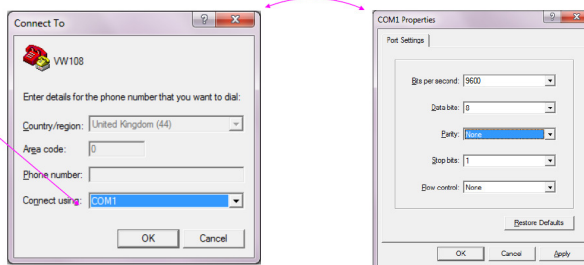 Connect To
VW108
Enter details for the phone number that you want to dial:
Country/region: United Kingdom (44)
Area code: 0
Phone number:
Connect using: COM1
OK Cancel
COM1 Properties
Port Settings
Bits per second: 9600
Data bits: 8
Parity: None
Stop bits: 1
Flow control: None
Restore Defaults
OK Cancel Apply